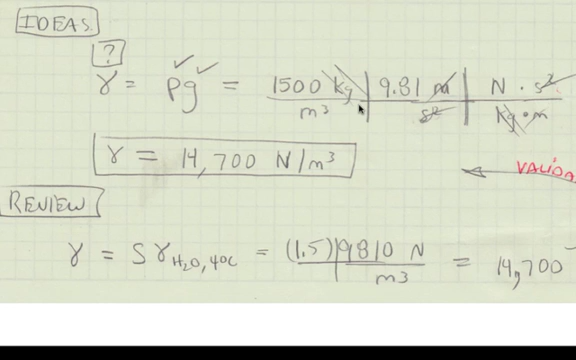 IDEAS
?
γ = ρg = 1500 kg / m³ | 9.81 m / s² | N · s² / kg · m
γ = 14,700 N/m³
VALIDA
REVIEW
γ = SγH₂O,4°C = (1.5) | 9810 N / m³ = 14,700